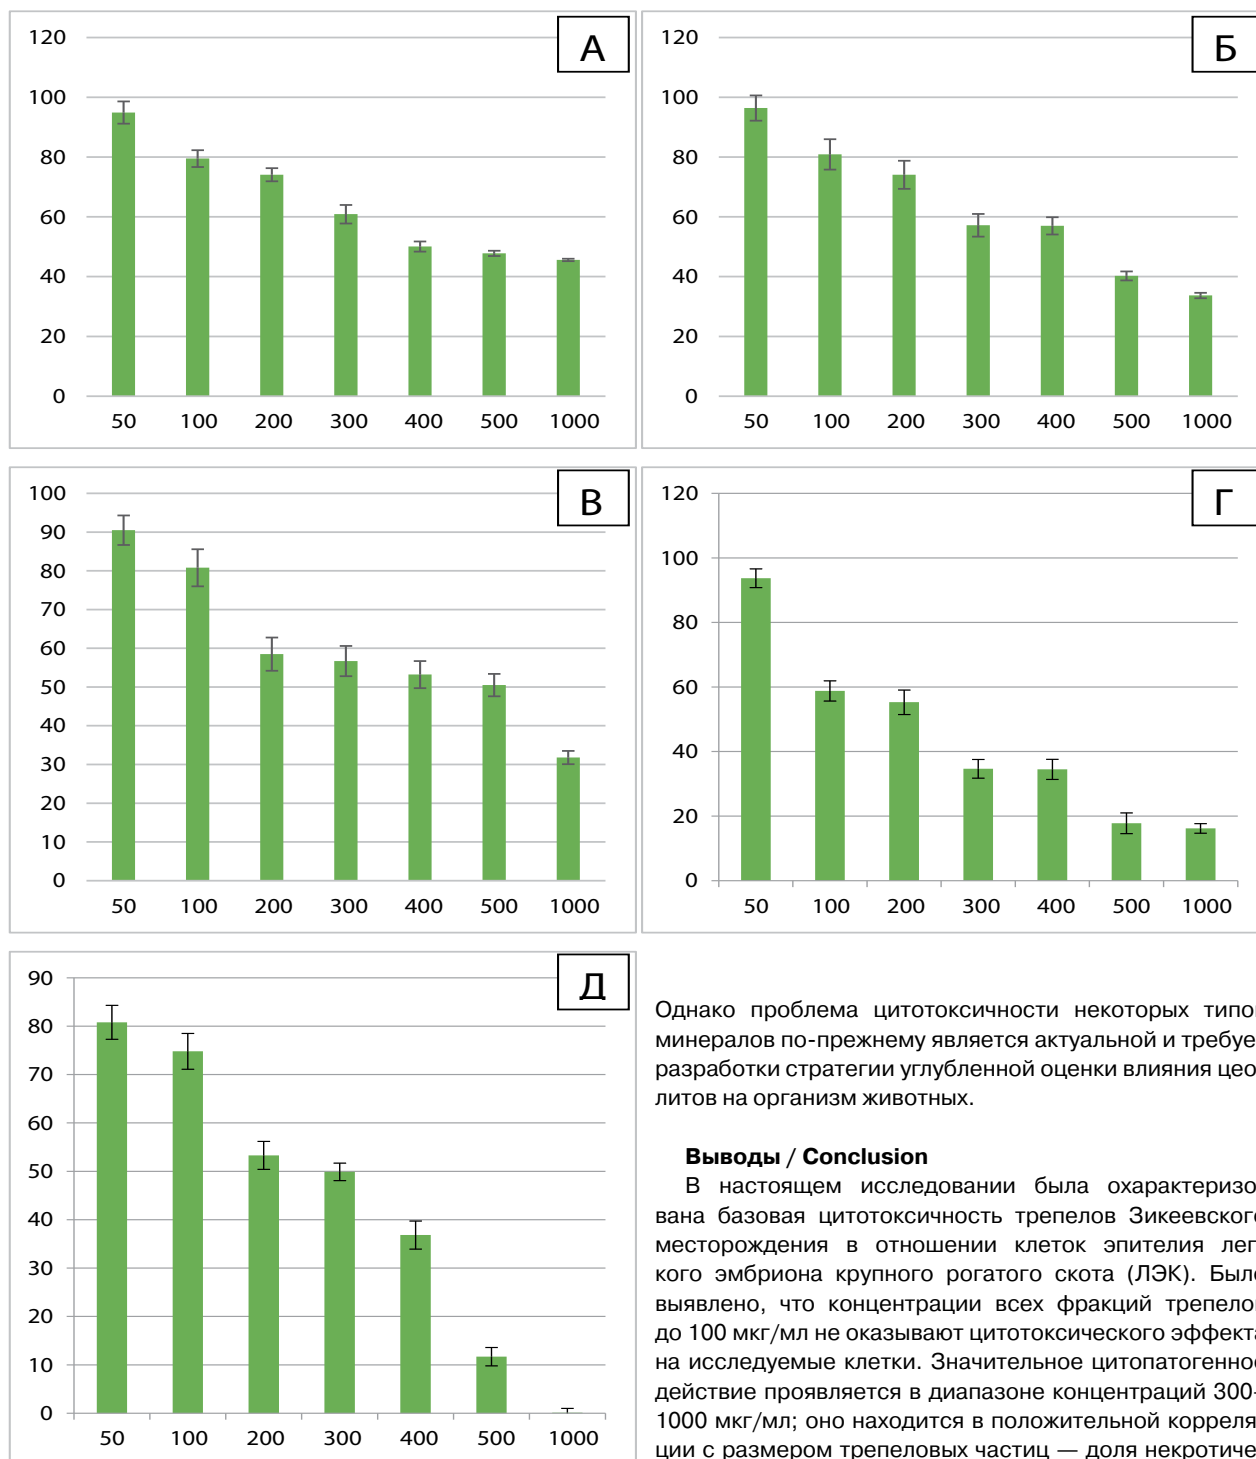 А
120
100
80
60
40
20
0
50 100 200 300 400 500 1000
Б
120
100
80
60
40
20
0
50 100 200 300 400 500 1000
В
100
90
80
70
60
50
40
30
20
10
0
50 100 200 300 400 500 1000
Г
120
100
80
60
40
20
0
50 100 200 300 400 500 1000
Д
90
80
70
60
50
40
30
20
10
0
50 100 200 300 400 500 1000
Однако проблема цитотоксичности некоторых типо
минералов по-прежнему является актуальной и требуе
разработки стратегии углубленной оценки влияния цео
литов на организм животных.
Выводы / Conclusion
В настоящем исследовании была охарактеризо
вана базовая цитотоксичность трепелов Зикеевского
месторождения в отношении клеток эпителия лег
кого эмбриона крупного рогатого скота (ЛЭК). Был
выявлено, что концентрации всех фракций трепело
до 100 мкг/мл не оказывают цитотоксического эффекта
на исследуемые клетки. Значительное цитопатогенно
действие проявляется в диапазоне концентраций 300-
1000 мкг/мл; оно находится в положительной корреля
ции с размером трепеловых частиц — доля некротиче